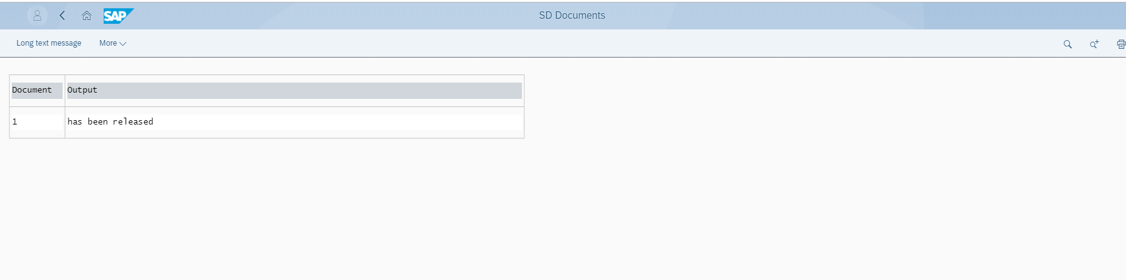 SAP SD Documents
Long text message More
Document Output
1 has been released